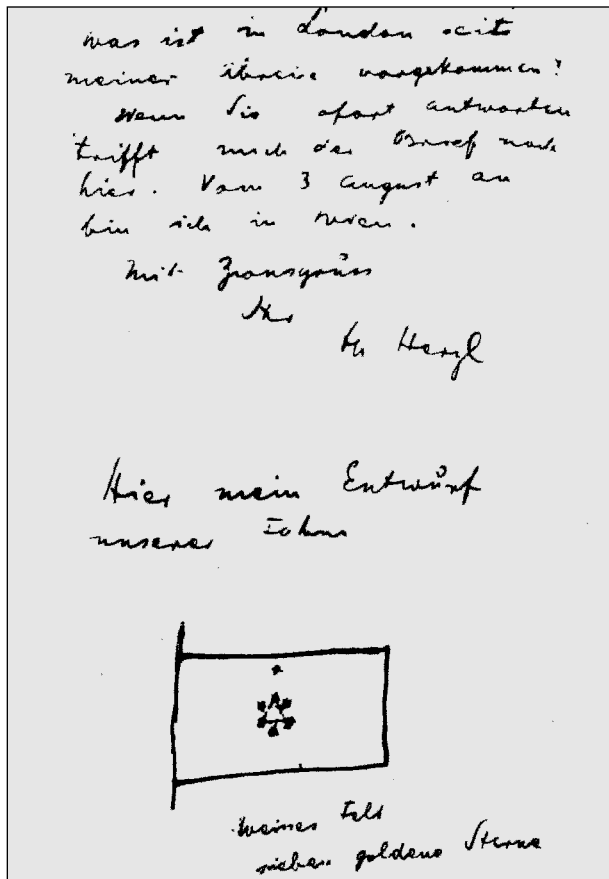 was ist in London seit
meiner Abreise vorgekommen?
Wenn Sie sofort antworten
trifft mich der Brief noch
hier. Vom 3 August an
bin ich in Wien.
Mit Zionsgruss
Ihr
Th Herzl
Hier mein Entwurf
unserer Fahne
weisses Feld
sieben goldene Sterne